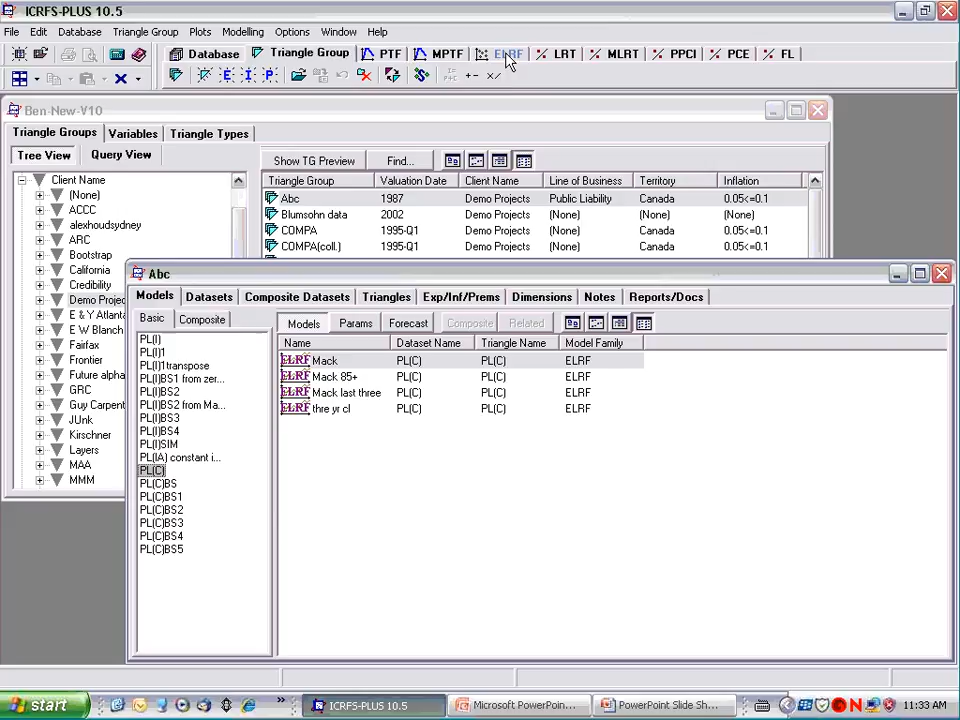 ICRFS-PLUS 10.5
File Edit Database Triangle Group Plots Modelling Options Window Help
Database Triangle Group PTF MPTF ELRF LRT MLRT PPCI PCE FL
E I P
Ben-New-V10
Triangle Groups Variables Triangle Types
Tree View Query View
Show TG Preview Find...
Client Name
(None)
ACCC
alexhoudsydney
ARC
Bootstrap
California
Credibility
Demo Projec
E & Y Atlanta
E W Blanch
Fairfax
Frontier
Future alpha
GRC
Guy Carpent
JUnk
Kirschner
Layers
MAA
MMM
Triangle Group Valuation Date Client Name Line of Business Territory Inflation
Abc 1987 Demo Projects Public Liability Canada 0.05<=0.1
Blumsohn data 2002 Demo Projects (None) (None) (None)
COMPA 1995-Q1 Demo Projects (None) Canada 0.05<=0.1
COMPA(coll.) 1995-Q1 Demo Projects (None) Canada 0.05<=0.1
Abc
Models Datasets Composite Datasets Triangles Exp/Inf/Prems Dimensions Notes Reports/Docs
Basic Composite
PL(I)
PL(I)1
PL(I)1transpose
PL(I)BS1 from zer...
PL(I)BS2
PL(I)BS2 from Ma...
PL(I)BS3
PL(I)BS4
PL(I)SIM
PL(IA) constant i...
PL(C)
PL(C)BS
PL(C)BS1
PL(C)BS2
PL(C)BS3
PL(C)BS4
PL(C)BS5
Models Params Forecast Composite Related
Name Dataset Name Triangle Name Model Family
ELRF Mack PL(C) PL(C) ELRF
ELRF Mack 85+ PL(C) PL(C) ELRF
ELRF Mack last three PL(C) PL(C) ELRF
ELRF thre yr cl PL(C) PL(C) ELRF
start ICRFS-PLUS 10.5 Microsoft PowerPoint... PowerPoint Slide Sh... 11:33 AM